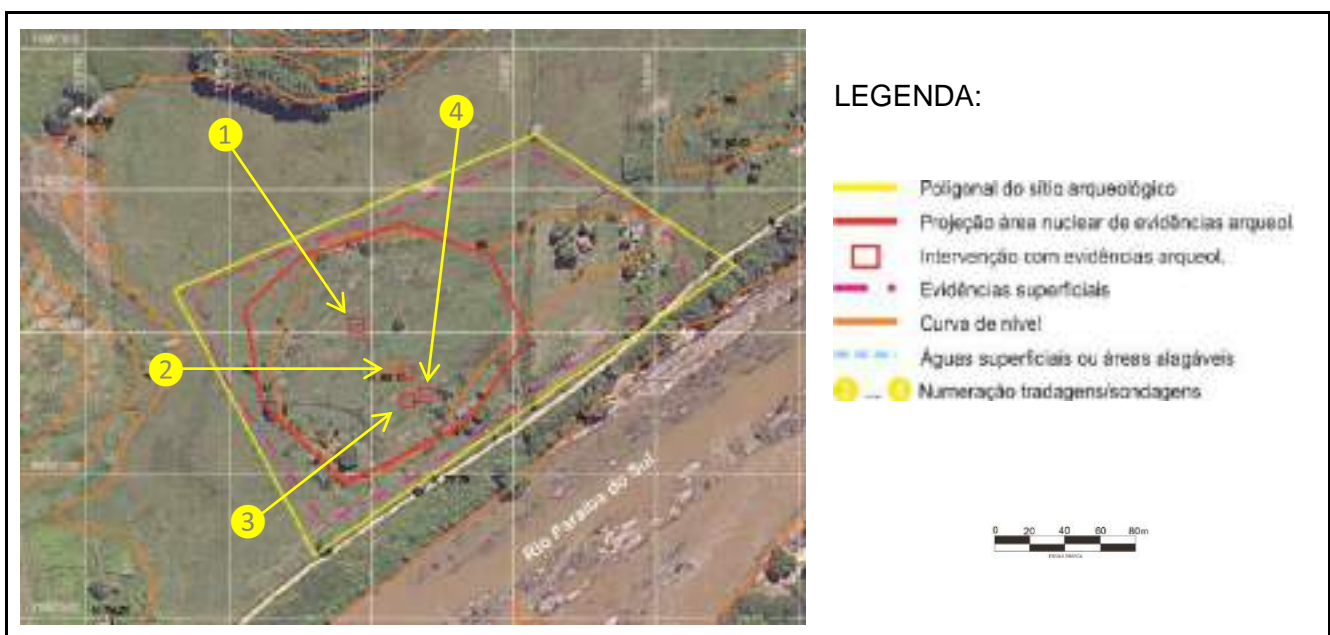 1
4
2
3
Rio Paraíba do Sul
LEGENDA:
Poligonal do sítio arqueológico
Projeção área nuclear de evidências arqueol.
Intervenção com evidências arqueol.
Evidências superficiais
Curva de nível
Águas superficiais ou áreas alagáveis
Numeração tradagens/sondagens
0 20 40 60 80m